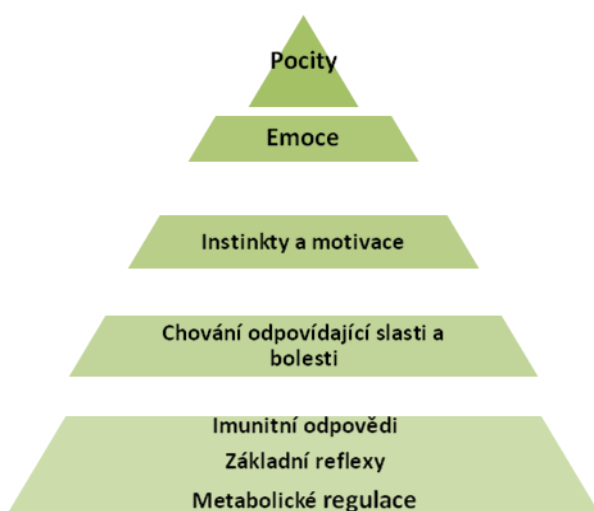 Pocity
Emoce
Instinkty a motivace
Chování odpovídající slasti a
bolesti
Imunitní odpovědi
Základní reflexy
Metabolické regulace